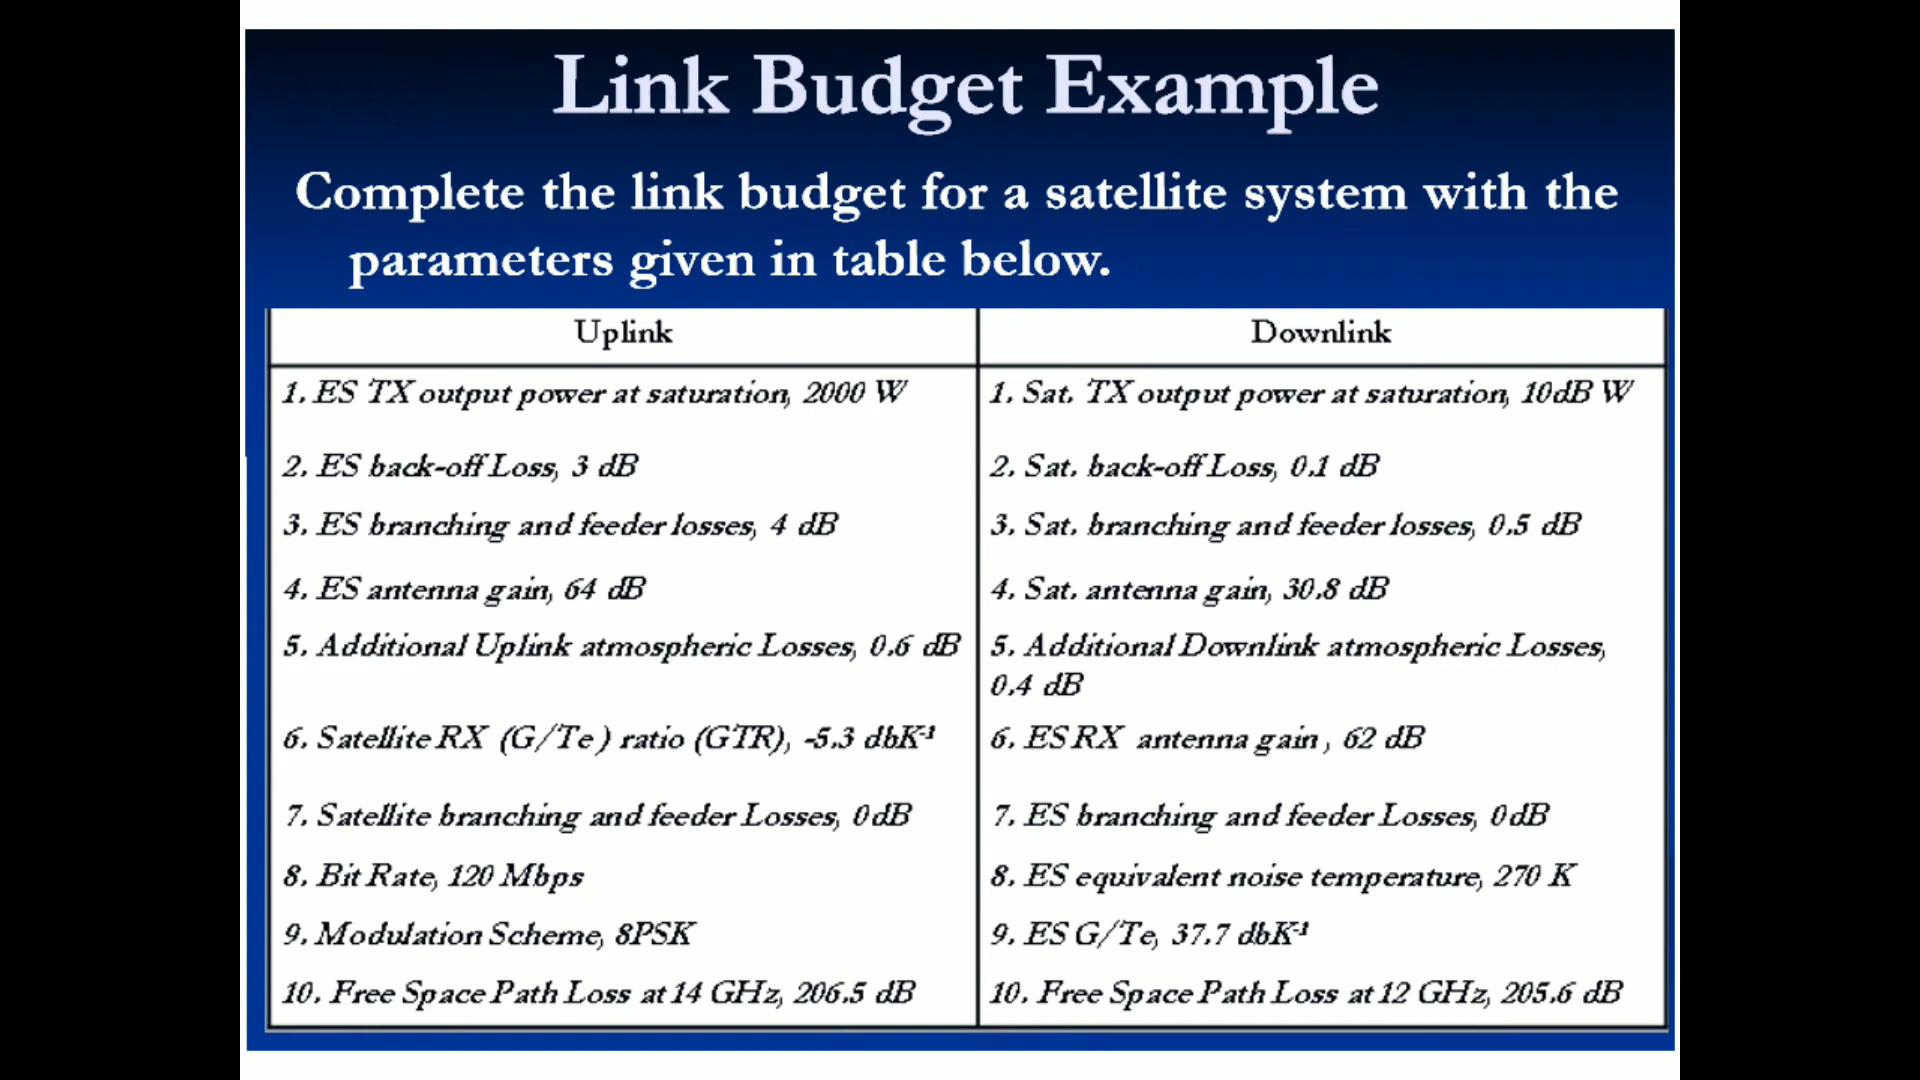 Link Budget Example
Complete the link budget for a satellite system with the
parameters given in table below.
Uplink
Downlink
1. ES TX output power at saturation, 2000 W
1. Sat. TX output power at saturation, 10dB W
2. ES back-off Loss, 3 dB
2. Sat. back-off Loss, 0.1 dB
3. ES branching and feeder losses, 4 dB
3. Sat. branching and feeder losses, 0.5 dB
4. ES antenna gain, 64 dB
4. Sat. antenna gain, 30.8 dB
5. Additional Uplink atmospheric Losses, 0.6 dB
5. Additional Downlink atmospheric Losses,
0.4 dB
6. Satellite RX (G/Te ) ratio (GTR), -5.3 dbK⁻¹
6. ES RX antenna gain , 62 dB
7. Satellite branching and feeder Losses, 0dB
7. ES branching and feeder Losses, 0dB
8. Bit Rate, 120 Mbps
8. ES equivalent noise temperature, 270 K
9. Modulation Scheme, 8PSK
9. ES G/Te, 37.7 dbK⁻¹
10. Free Space Path Loss at 14 GHz, 206.5 dB
10. Free Space Path Loss at 12 GHz, 205.6 dB